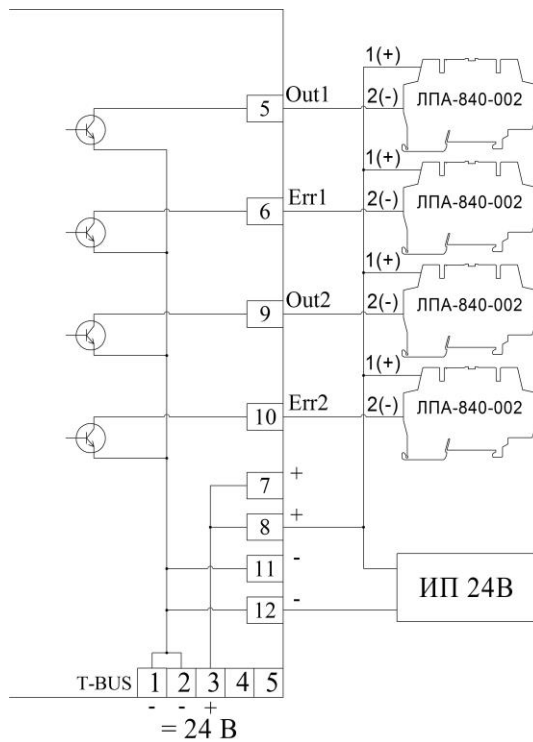 1(+)
5 Out1 2(-) ЛПА-840-002
1(+)
6 Err1 2(-) ЛПА-840-002
1(+)
9 Out2 2(-) ЛПА-840-002
1(+)
10 Err2 2(-) ЛПА-840-002
7 +
8 +
11 -
12 - ИП 24В
T-BUS 1 2 3 4 5
- - +
= 24 В